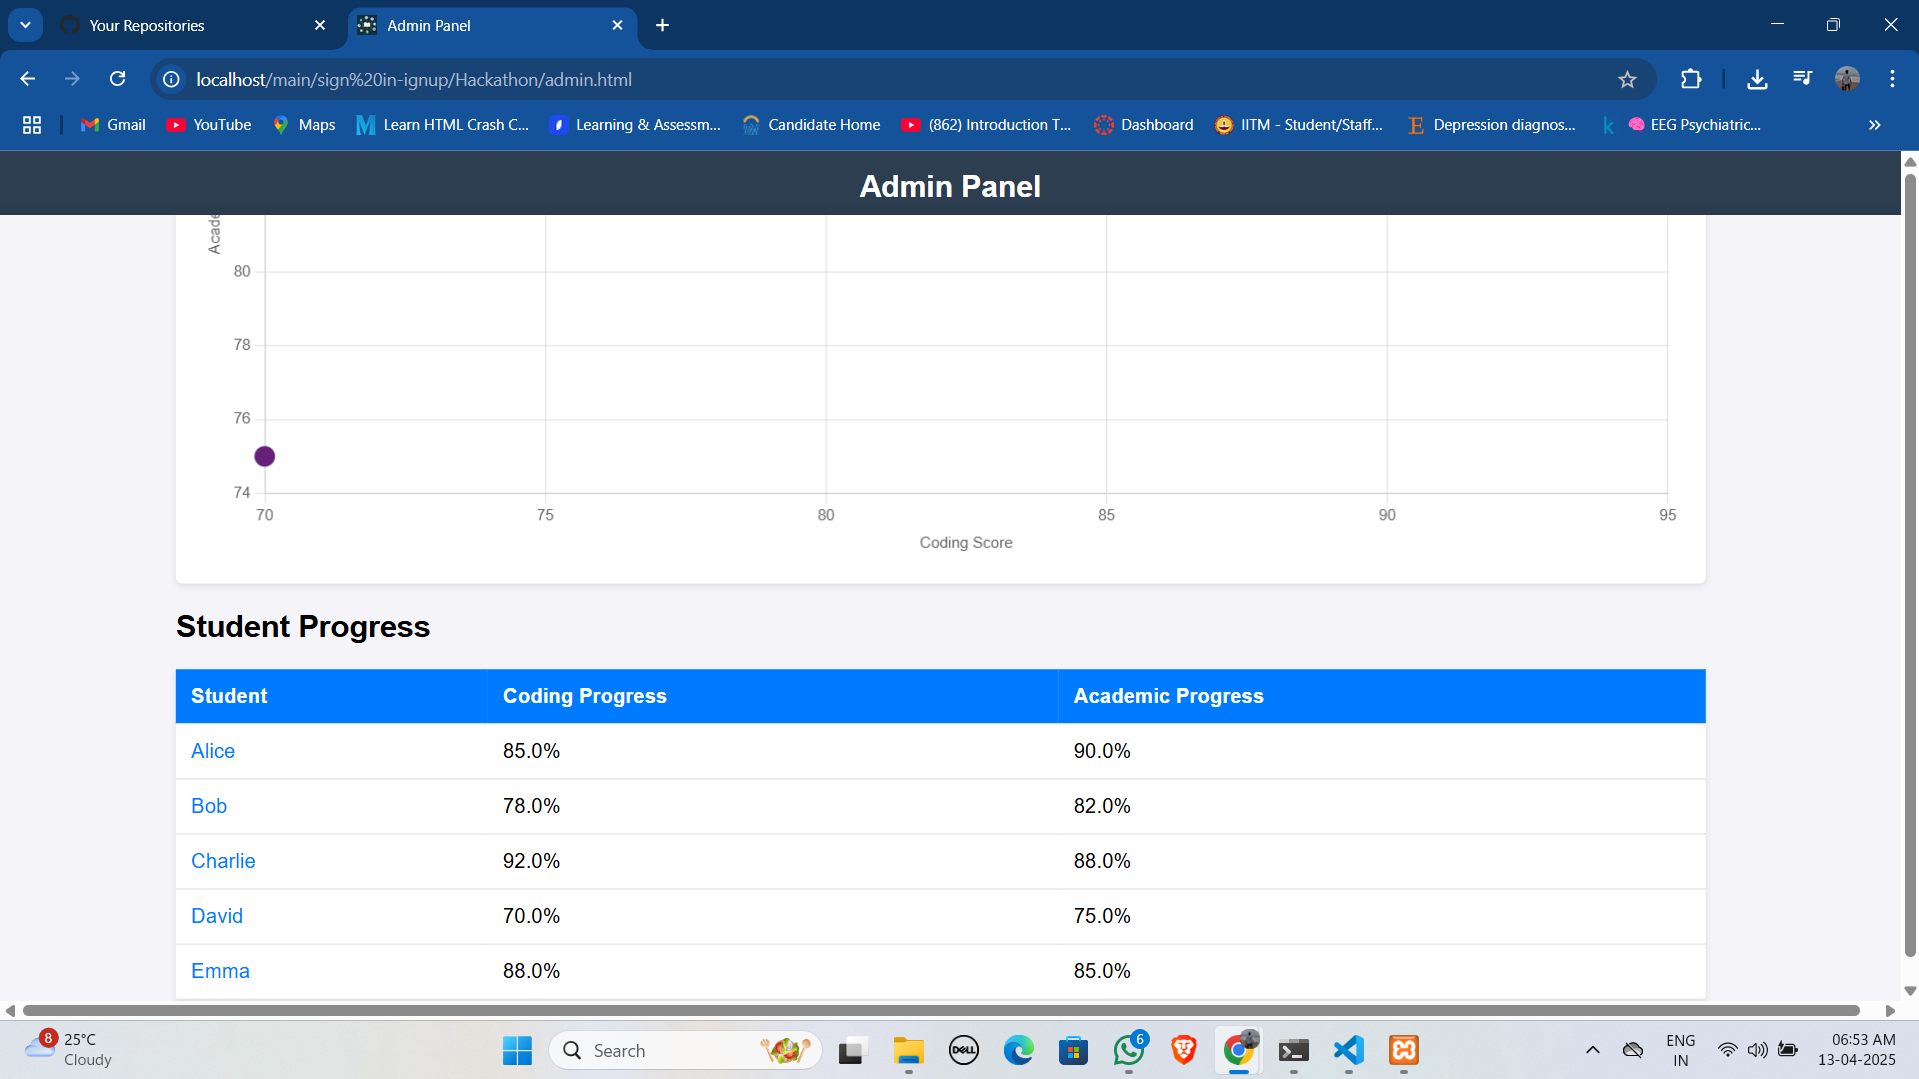 Your Repositories
Admin Panel
localhost/main/sign%20in-ignup/Hackathon/admin.html
Gmail
YouTube
Maps
Learn HTML Crash C...
Learning & Assessm...
Candidate Home
(862) Introduction T...
Dashboard
IITM - Student/Staff...
Depression diagnos...
EEG Psychiatric...
Admin Panel
Acade
80
78
76
74
70 75 80 85 90 95
Coding Score
Student Progress
Student Coding Progress Academic Progress
Alice 85.0% 90.0%
Bob 78.0% 82.0%
Charlie 92.0% 88.0%
David 70.0% 75.0%
Emma 88.0% 85.0%
8
25°C
Cloudy
Search
DELL
6
ENG
IN
06:53 AM
13-04-2025